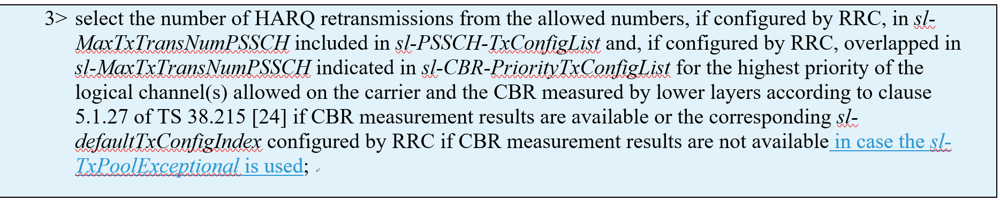 3> select the number of HARQ retransmissions from the allowed numbers, if configured by RRC, in sl-
MaxTxTransNumPSSCH included in sl-PSSCH-TxConfigList and, if configured by RRC, overlapped in
sl-MaxTxTransNumPSSCH indicated in sl-CBR-PriorityTxConfigList for the highest priority of the
logical channel(s) allowed on the carrier and the CBR measured by lower layers according to clause
5.1.27 of TS 38.215 [24] if CBR measurement results are available or the corresponding sl-
defaultTxConfigIndex configured by RRC if CBR measurement results are not available in case the sl-
TxPoolExceptional is used;